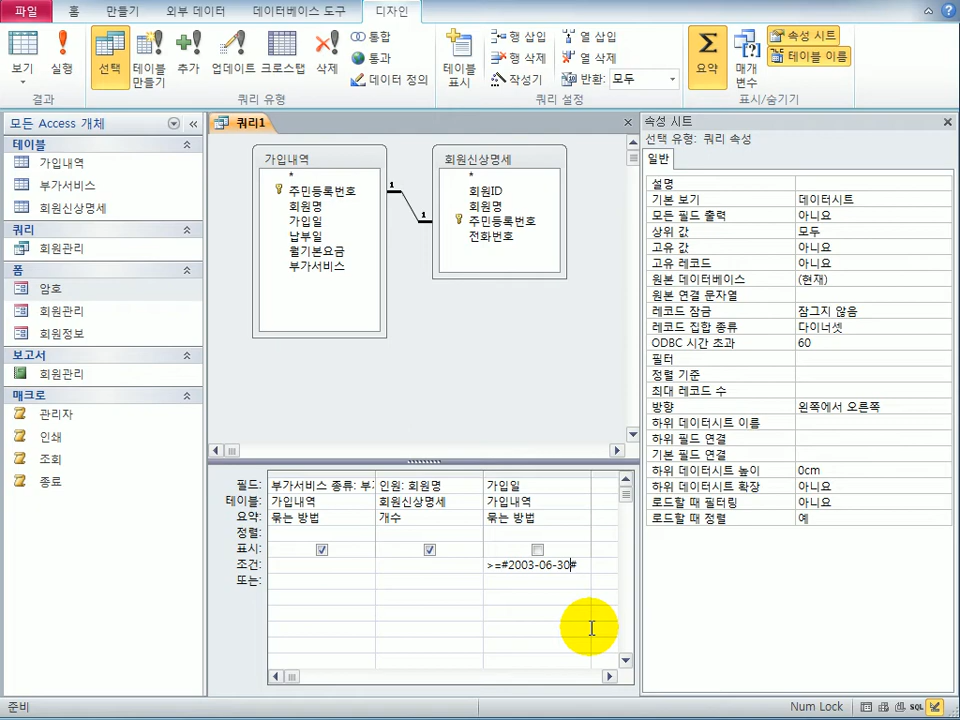 파일 홈 만들기 외부 데이터 데이터베이스 도구 디자인
보기 실행 선택 테이블 만들기 추가 업데이트 크로스탭 삭제 통합 통과 데이터 정의 테이블 표시 행 삽입 행 삭제 작성기 열 삽입 열 삭제 반환: 모두 요약 매개 변수 속성 시트 테이블 이름
결과 쿼리 유형 쿼리 설정 표시/숨기기
모든 Access 개체 «
테이블
가입내역
부가서비스
회원신상명세
쿼리
회원관리
폼
암호
회원관리
회원정보
보고서
회원관리
매크로
관리자
인쇄
조회
종료
쿼리1
가입내역
*
주민등록번호
회원명
가입일
납부일
월기본요금
부가서비스
1
1
회원신상명세
*
회원ID
회원명
주민등록번호
전화번호
필드: 부가서비스 종류: 부 인원: 회원명 가입일
테이블: 가입내역 회원신상명세 가입내역
요약: 묶는 방법 개수 묶는 방법
정렬:
표시:
조건: >=#2003-06-30#
또는:
속성 시트
선택 유형: 쿼리 속성
일반
설명
기본 보기 데이터시트
모든 필드 출력 아니요
상위 값 모두
고유 값 아니요
고유 레코드 아니요
원본 데이터베이스 (현재)
원본 연결 문자열
레코드 잠금 잠그지 않음
레코드 집합 종류 다이너셋
ODBC 시간 초과 60
필터
정렬 기준
최대 레코드 수
방향 왼쪽에서 오른쪽
하위 데이터시트 이름
하위 필드 연결
기본 필드 연결
하위 데이터시트 높이 0cm
하위 데이터시트 확장 아니요
로드할 때 필터링 아니요
로드할 때 정렬 예
준비 Num Lock SQL